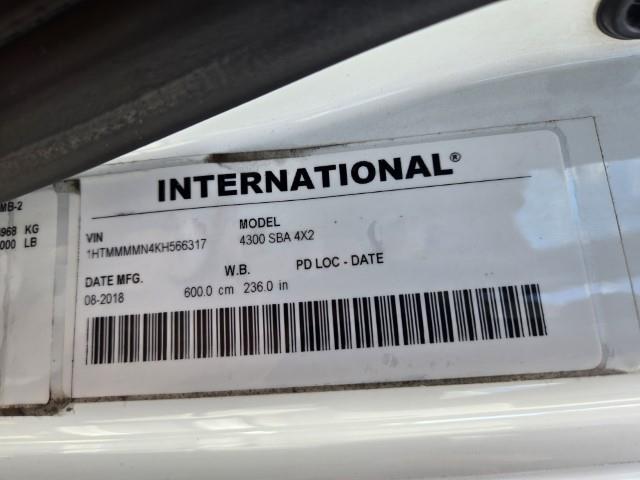 INTERNATIONAL®
MB-2
968 KG
000 LB
VIN MODEL
1HTMMMMN4KH566317 4300 SBA 4X2
DATE MFG. W.B. PD LOC - DATE
08-2018 600.0 cm 236.0 in